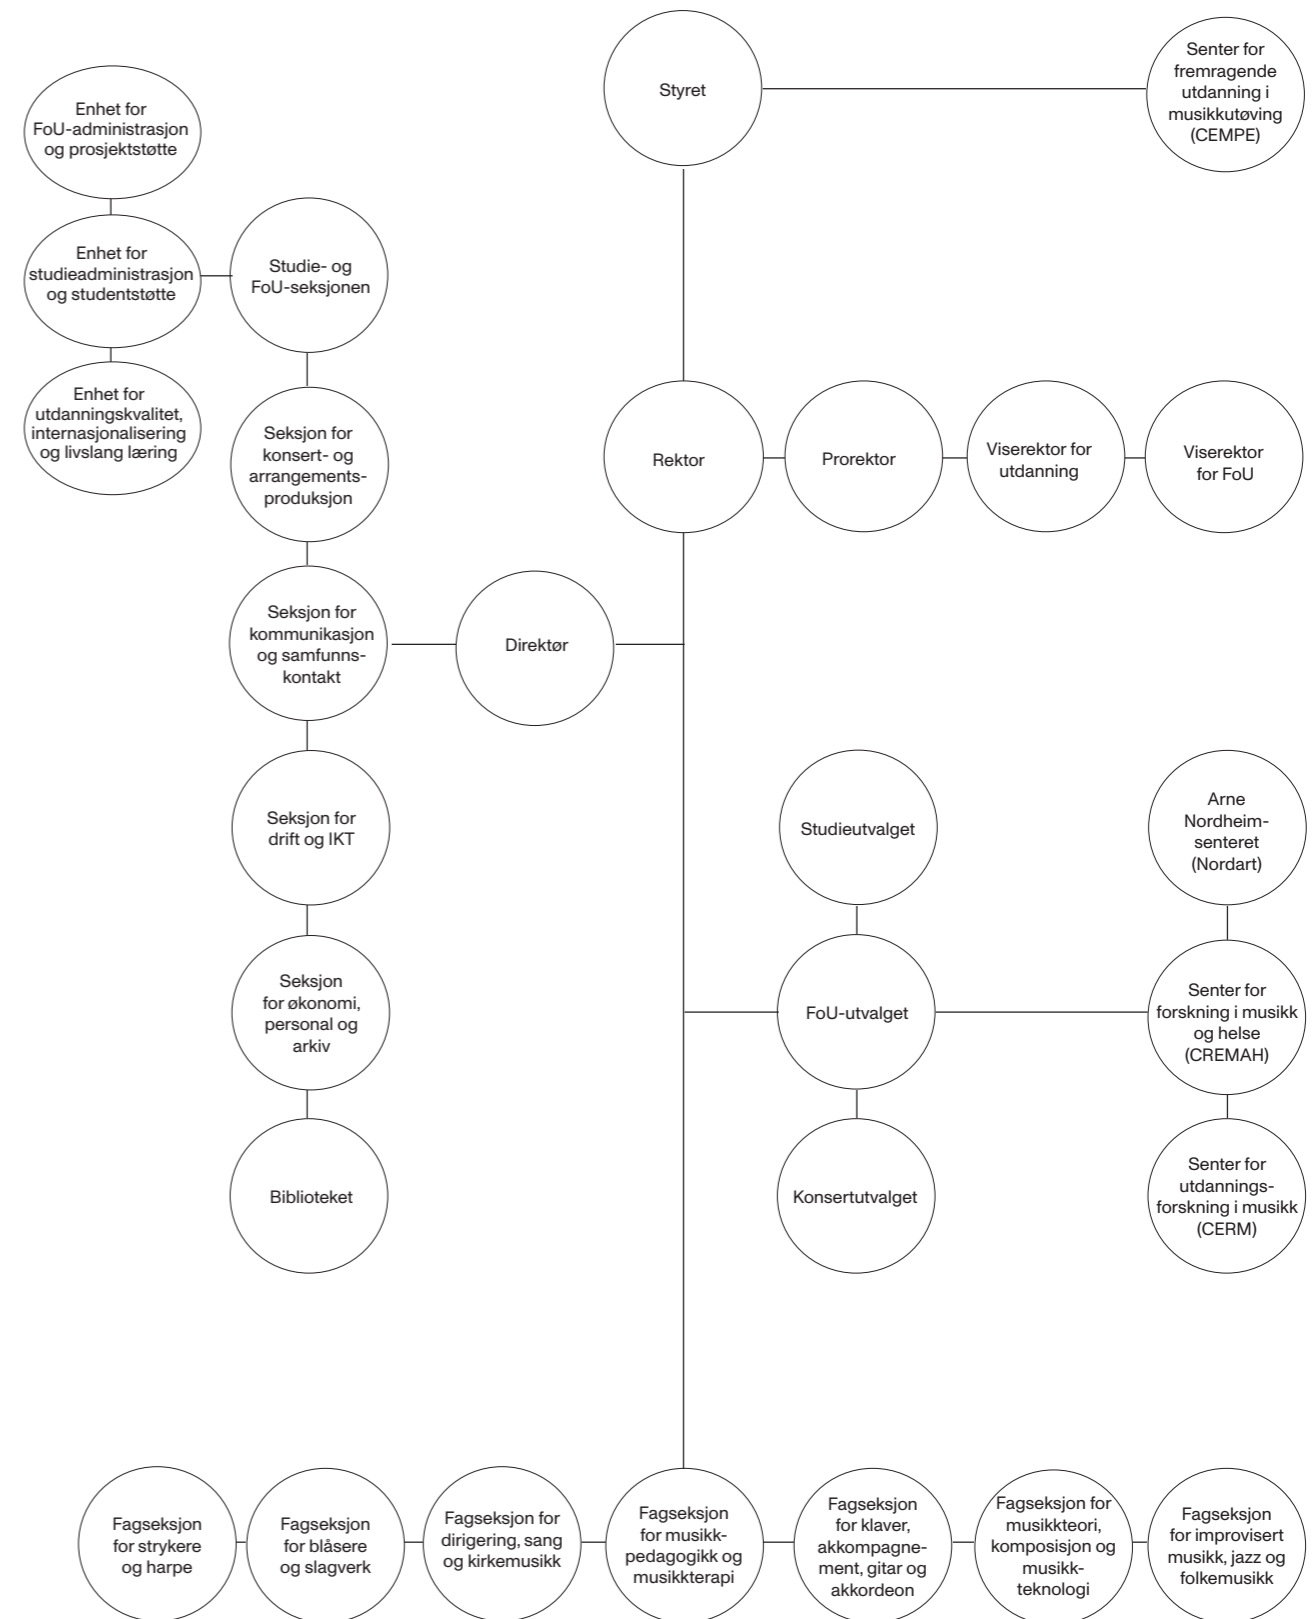 Styret
Senter for
fremragende
utdanning i
musikkutøving
(CEMPE)
Enhet for
FoU-administrasjon
og prosjektstøtte
Enhet for
studieadministrasjon
og studentstøtte
Enhet for
utdanningskvalitet,
internasjonalisering
og livslang læring
Studie- og
FoU-seksjonen
Seksjon for
konsert- og
arrangements-
produksjon
Seksjon for
kommunikasjon
og samfunns-
kontakt
Seksjon for
drift og IKT
Seksjon
for økonomi,
personal og
arkiv
Biblioteket
Direktør
Rektor
Prorektor
Viserektor for
utdanning
Viserektor
for FoU
Studieutvalget
FoU-utvalget
Konsertutvalget
Arne
Nordheim-
senteret
(Nordart)
Senter for
forskning i musikk
og helse
(CREMAH)
Senter for
utdannings-
forskning i musikk
(CERM)
Fagseksjon
for strykere
og harpe
Fagseksjon
for blåsere
og slagverk
Fagseksjon for
dirigering, sang
og kirkemusikk
Fagseksjon
for musikk-
pedagogikk og
musikkterapi
Fagseksjon
for klaver,
akkompagne-
ment, gitar og
akkordeon
Fagseksjon for
musikkteori,
komposisjon og
musikk-
teknologi
Fagseksjon
for improvisert
musikk, jazz og
folkemusikk